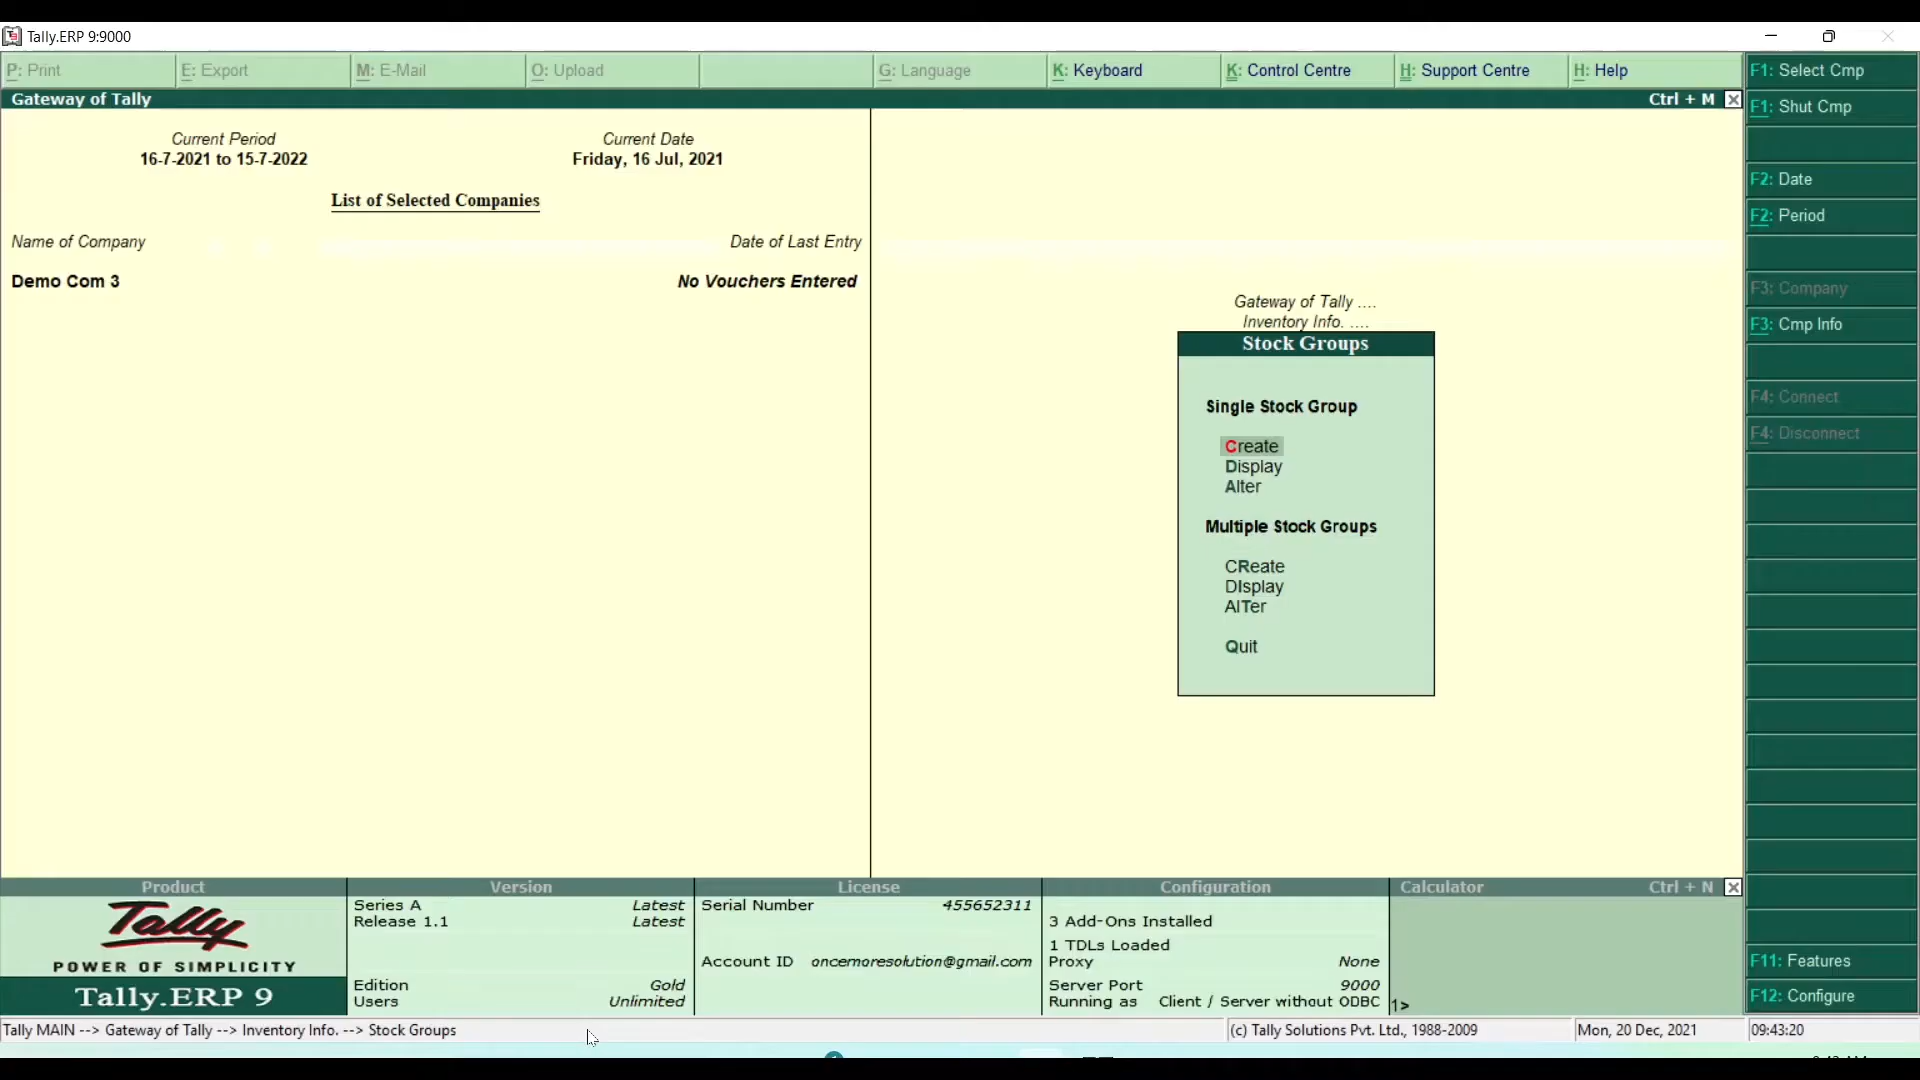 Tally.ERP 9:9000
P: Print E: Export M: E-Mail O: Upload G: Language K: Keyboard K: Control Centre H: Support Centre H: Help
Gateway of Tally Ctrl + M
Current Period Current Date
16-7-2021 to 15-7-2022 Friday, 16 Jul, 2021
List of Selected Companies
Name of Company Date of Last Entry
Demo Com 3 No Vouchers Entered
Gateway of Tally ....
Inventory Info. ....
Stock Groups
Single Stock Group
Create
Display
Alter
Multiple Stock Groups
CReate
DIsplay
AlTer
Quit
F1: Select Cmp
F1: Shut Cmp
F2: Date
F2: Period
F3: Company
F3: Cmp Info
F4: Connect
F4: Disconnect
F11: Features
F12: Configure
Product
Tally
POWER OF SIMPLICITY
Tally.ERP 9
Version
Series A Latest
Release 1.1 Latest
Edition Gold
Users Unlimited
License
Serial Number 455652311
Account ID oncemoresolution@gmail.com
Configuration
3 Add-Ons Installed
1 TDLs Loaded
Proxy None
Server Port 9000
Running as Client / Server without ODBC
Calculator Ctrl + N
1>
Tally MAIN --> Gateway of Tally --> Inventory Info. --> Stock Groups (c) Tally Solutions Pvt. Ltd., 1988-2009 Mon, 20 Dec, 2021 09:43:20